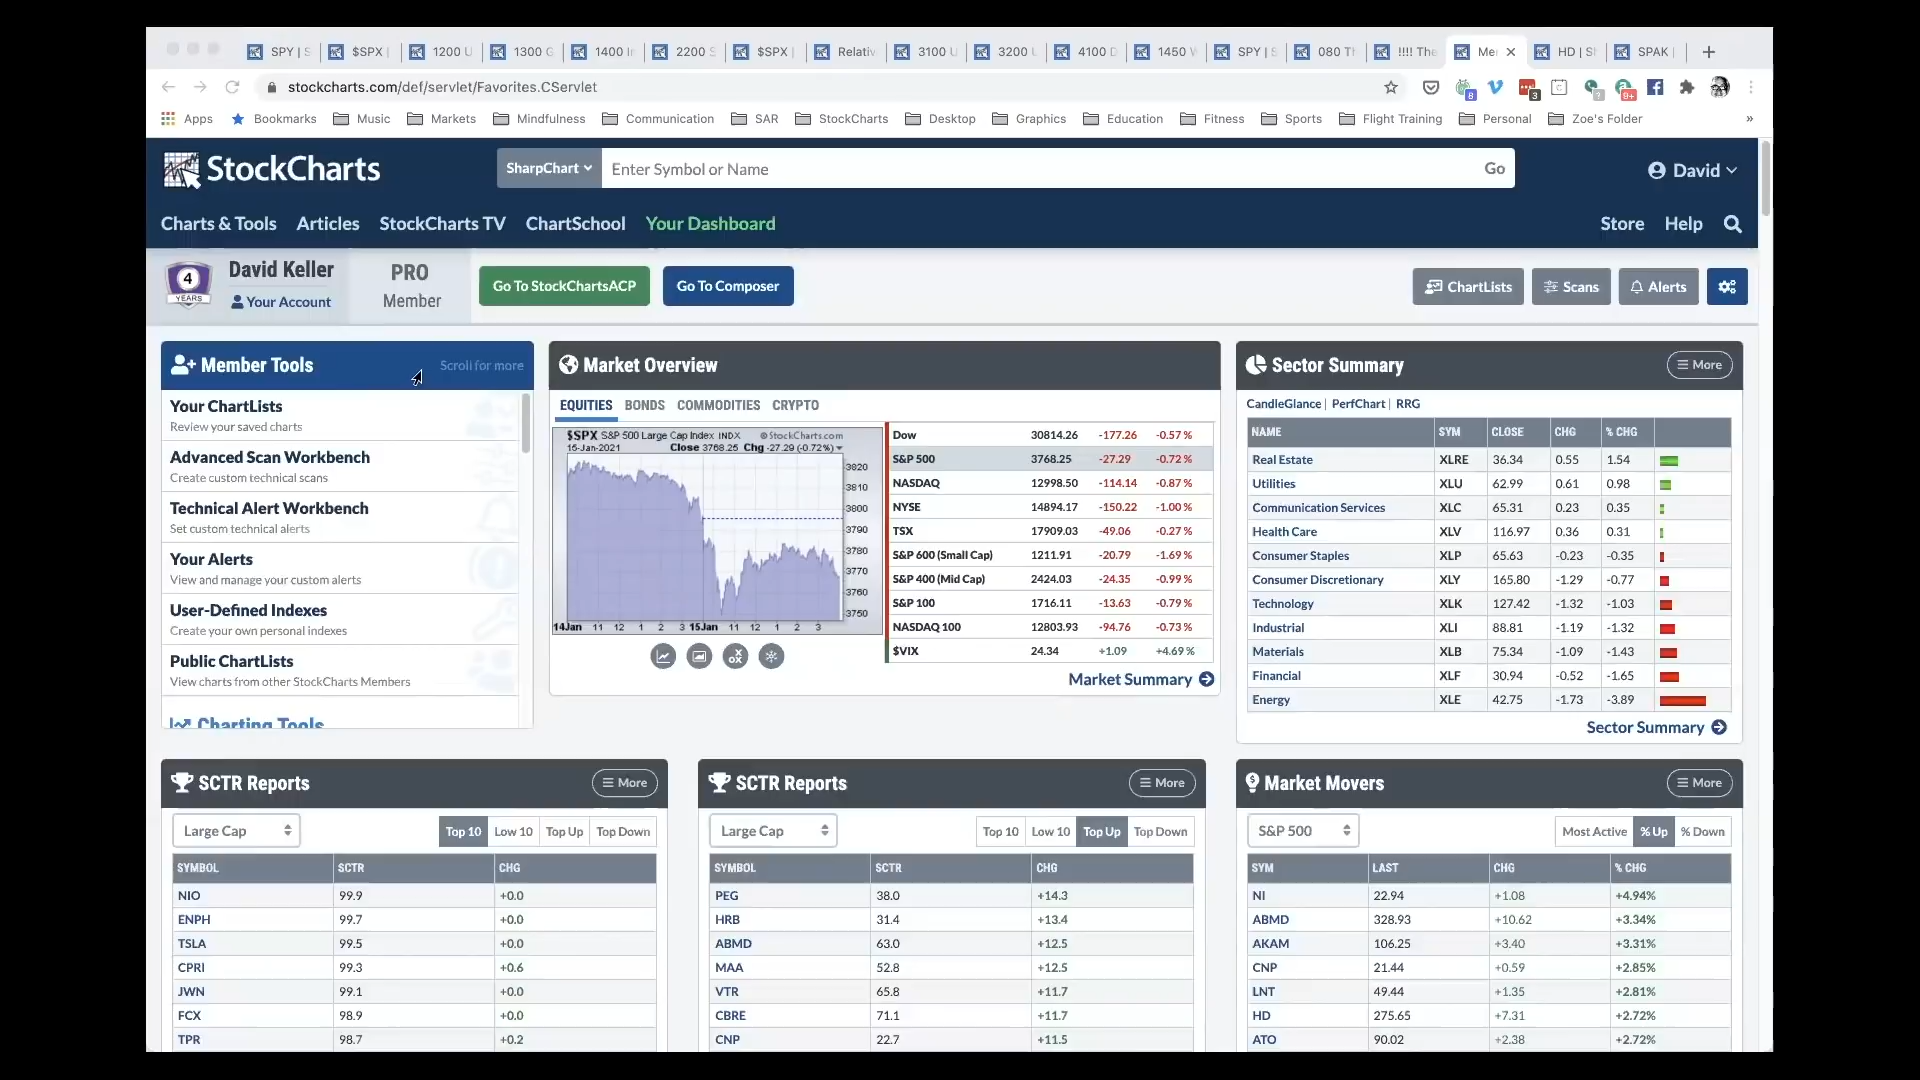 SPY | S
$SPX |
1200 U
1300 G
1400 I
2200 S
$SPX |
Relativ
3100 U
3200 U
4100 D
1450 W
SPY | S
080 Th
!!!! The
Mem
HD | S
SPAK |
stockcharts.com/def/servlet/Favorites.CServlet
8
3
?
9+
Apps
Bookmarks
Music
Markets
Mindfulness
Communication
SAR
StockCharts
Desktop
Graphics
Education
Fitness
Sports
Flight Training
Personal
Zoe's Folder
»
StockCharts
SharpChart
Enter Symbol or Name
Go
David
Charts & Tools
Articles
StockCharts TV
ChartSchool
Your Dashboard
Store
Help
4
YEARS
David Keller
Your Account
PRO
Member
Go To StockChartsACP
Go To Composer
ChartLists
Scans
Alerts
Member Tools
Scroll for more
Your ChartLists
Review your saved charts
Advanced Scan Workbench
Create custom technical scans
Technical Alert Workbench
Set custom technical alerts
Your Alerts
View and manage your custom alerts
User-Defined Indexes
Create your own personal indexes
Public ChartLists
View charts from other StockCharts Members
Charting Tools
Market Overview
EQUITIES BONDS COMMODITIES CRYPTO
$SPX S&P 500 Large Cap Index INDX © StockCharts.com
15-Jan-2021 Close 3768.25 Chg -27.29 (-0.72%)
3820
3810
3800
3790
3780
3770
3760
3750
14Jan 11 12 1 2 3 15Jan 11 12 1 2 3
Dow 30814.26 -177.26 -0.57 %
S&P 500 3768.25 -27.29 -0.72 %
NASDAQ 12998.50 -114.14 -0.87 %
NYSE 14894.17 -150.22 -1.00 %
TSX 17909.03 -49.06 -0.27 %
S&P 600 (Small Cap) 1211.91 -20.79 -1.69 %
S&P 400 (Mid Cap) 2424.03 -24.35 -0.99 %
S&P 100 1716.11 -13.63 -0.79 %
NASDAQ 100 12803.93 -94.76 -0.73 %
$VIX 24.34 +1.09 +4.69 %
Market Summary
Sector Summary
More
CandleGlance | PerfChart | RRG
NAME SYM CLOSE CHG % CHG
Real Estate XLRE 36.34 0.55 1.54
Utilities XLU 62.99 0.61 0.98
Communication Services XLC 65.31 0.23 0.35
Health Care XLV 116.97 0.36 0.31
Consumer Staples XLP 65.63 -0.23 -0.35
Consumer Discretionary XLY 165.80 -1.29 -0.77
Technology XLK 127.42 -1.32 -1.03
Industrial XLI 88.81 -1.19 -1.32
Materials XLB 75.34 -1.09 -1.43
Financial XLF 30.94 -0.52 -1.65
Energy XLE 42.75 -1.73 -3.89
Sector Summary
SCTR Reports
More
Large Cap
Top 10 Low 10 Top Up Top Down
SYMBOL SCTR CHG
NIO 99.9 +0.0
ENPH 99.7 +0.0
TSLA 99.5 +0.0
CPRI 99.3 +0.6
JWN 99.1 +0.0
FCX 98.9 +0.0
TPR 98.7 +0.2
SCTR Reports
More
Large Cap
Top 10 Low 10 Top Up Top Down
SYMBOL SCTR CHG
PEG 38.0 +14.3
HRB 31.4 +13.4
ABMD 63.0 +12.5
MAA 52.8 +12.5
VTR 65.8 +11.7
CBRE 71.1 +11.7
CNP 22.7 +11.5
Market Movers
More
S&P 500
Most Active % Up % Down
SYM LAST CHG % CHG
NI 22.94 +1.08 +4.94%
ABMD 328.93 +10.62 +3.34%
AKAM 106.25 +3.40 +3.31%
CNP 21.44 +0.59 +2.85%
LNT 49.44 +1.35 +2.81%
HD 275.65 +7.31 +2.72%
ATO 90.02 +2.38 +2.72%